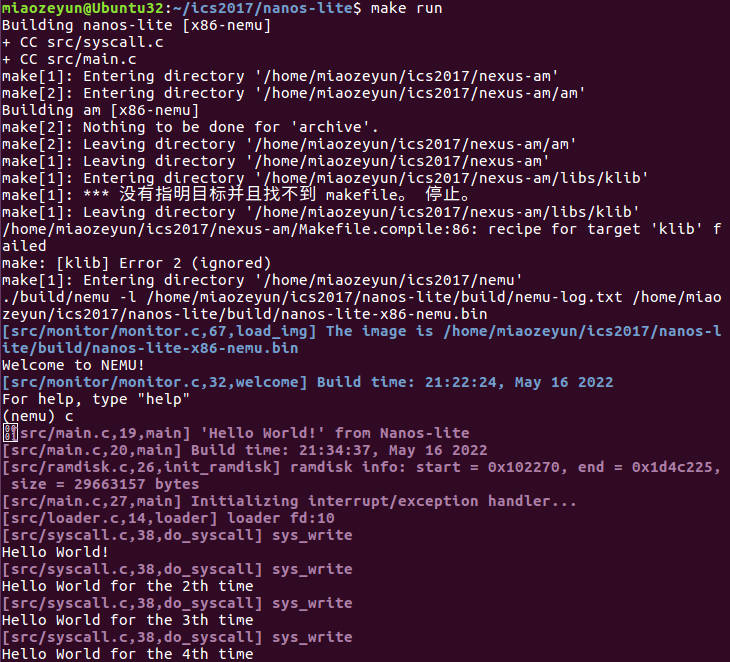 miaozeyun@Ubuntu32:~/ics2017/nanos-lite$ make run
Building nanos-lite [x86-nemu]
+ CC src/syscall.c
+ CC src/main.c
make[1]: Entering directory '/home/miaozeyun/ics2017/nexus-am'
make[2]: Entering directory '/home/miaozeyun/ics2017/nexus-am/am'
Building am [x86-nemu]
make[2]: Nothing to be done for 'archive'.
make[2]: Leaving directory '/home/miaozeyun/ics2017/nexus-am/am'
make[1]: Leaving directory '/home/miaozeyun/ics2017/nexus-am'
make[1]: Entering directory '/home/miaozeyun/ics2017/nexus-am/libs/klib'
make[1]: *** 没有指明目标并且找不到 makefile。 停止。
make[1]: Leaving directory '/home/miaozeyun/ics2017/nexus-am/libs/klib'
/home/miaozeyun/ics2017/nexus-am/Makefile.compile:86: recipe for target 'klib' f
ailed
make: [klib] Error 2 (ignored)
make[1]: Entering directory '/home/miaozeyun/ics2017/nemu'
./build/nemu -l /home/miaozeyun/ics2017/nanos-lite/build/nemu-log.txt /home/miao
zeyun/ics2017/nanos-lite/build/nanos-lite-x86-nemu.bin
[src/monitor/monitor.c,67,load_img] The image is /home/miaozeyun/ics2017/nanos-l
ite/build/nanos-lite-x86-nemu.bin
Welcome to NEMU!
[src/monitor/monitor.c,32,welcome] Build time: 21:22:24, May 16 2022
For help, type "help"
(nemu) c
src/main.c,19,main] 'Hello World!' from Nanos-lite
[src/main.c,20,main] Build time: 21:34:37, May 16 2022
[src/ramdisk.c,26,init_ramdisk] ramdisk info: start = 0x102270, end = 0x1d4c225,
 size = 29663157 bytes
[src/main.c,27,main] Initializing interrupt/exception handler...
[src/loader.c,14,loader] loader fd:10
[src/syscall.c,38,do_syscall] sys_write
Hello World!
[src/syscall.c,38,do_syscall] sys_write
Hello World for the 2th time
[src/syscall.c,38,do_syscall] sys_write
Hello World for the 3th time
[src/syscall.c,38,do_syscall] sys_write
Hello World for the 4th time